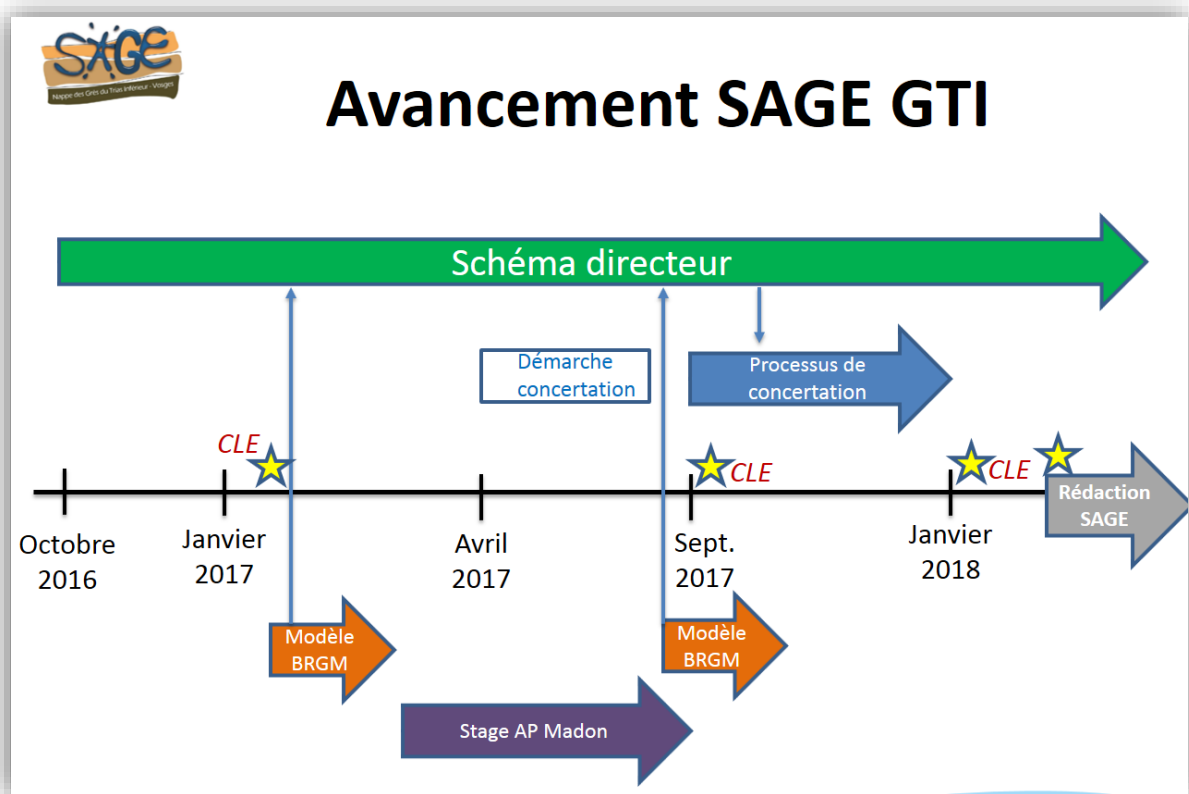 SAGE
Nappe des Grès du Trias Inférieur - Vosges
Avancement SAGE GTI
Schéma directeur
Démarche
concertation
Processus de
concertation
CLE
CLE
CLE
Rédaction
SAGE
Octobre
2016
Janvier
2017
Avril
2017
Sept.
2017
Janvier
2018
Modèle
BRGM
Modèle
BRGM
Stage AP Madon